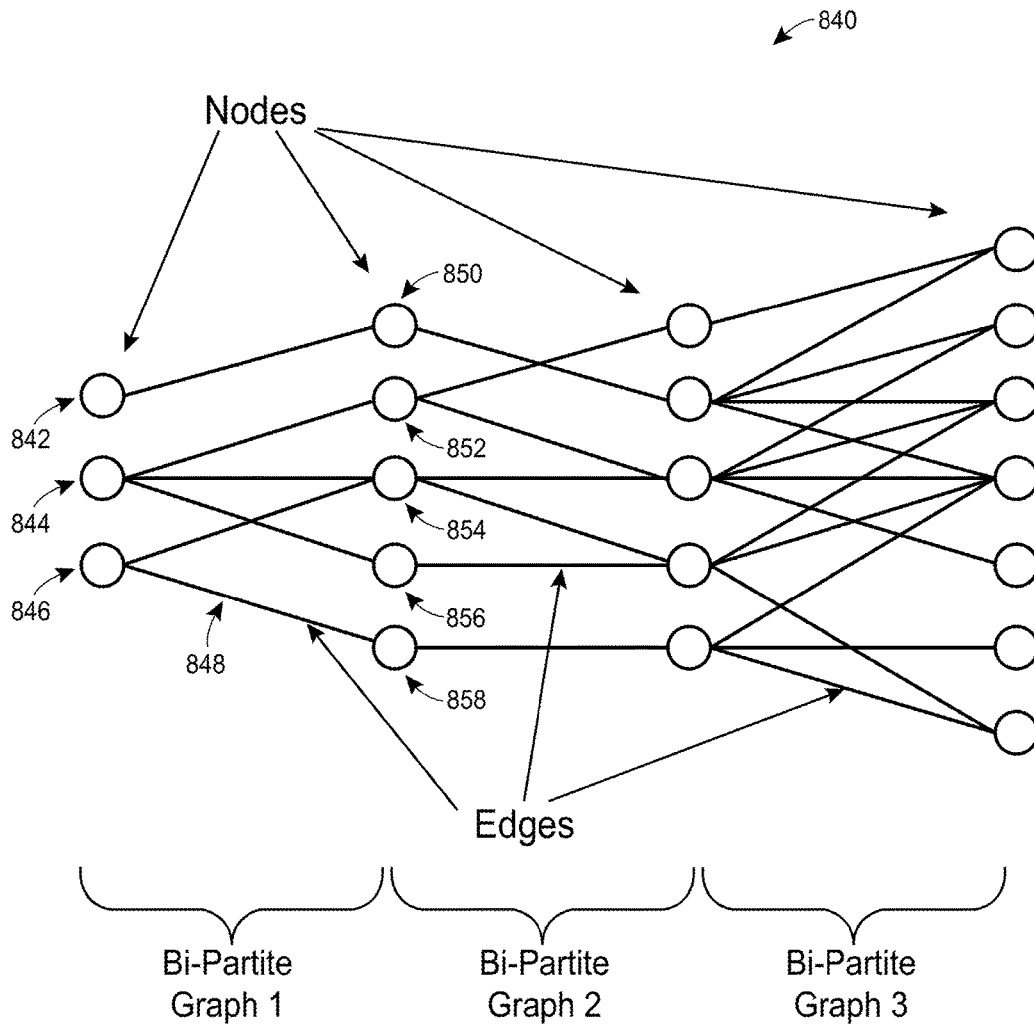 840
Nodes
850
842
852
844
854
846
856
848
858
Edges
Bi-Partite
Graph 1
Bi-Partite
Graph 2
Bi-Partite
Graph 3